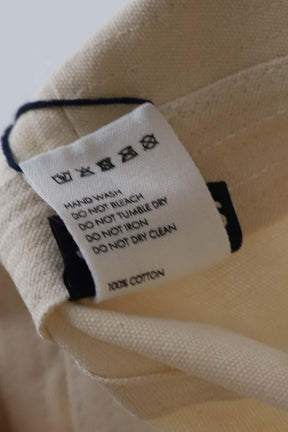 HAND WASH
DO NOT BLEACH
DO NOT TUMBLE DRY
DO NOT IRON
DO NOT DRY CLEAN
100% COTTON